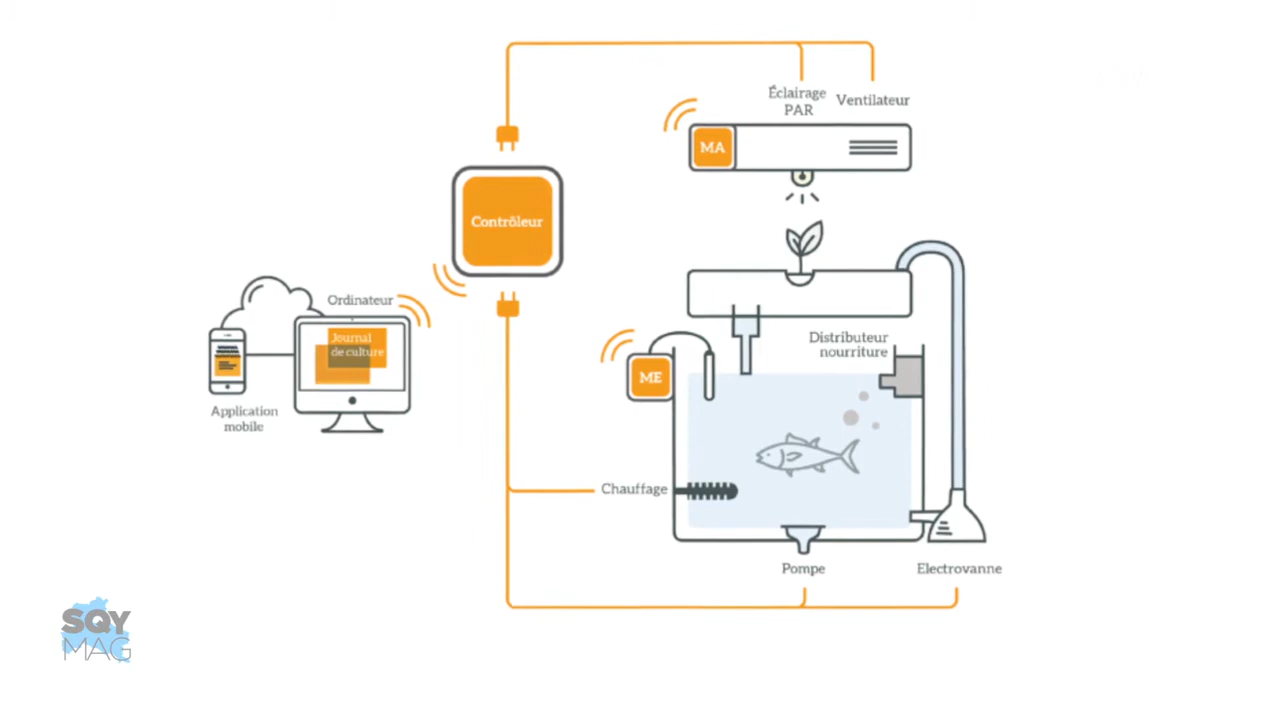 Éclairage
PAR
Ventilateur
MA
Contrôleur
Ordinateur
Journal
de culture
Application
mobile
Distributeur
nourriture
ME
Chauffage
Pompe
Electrovanne
SQY
MAG